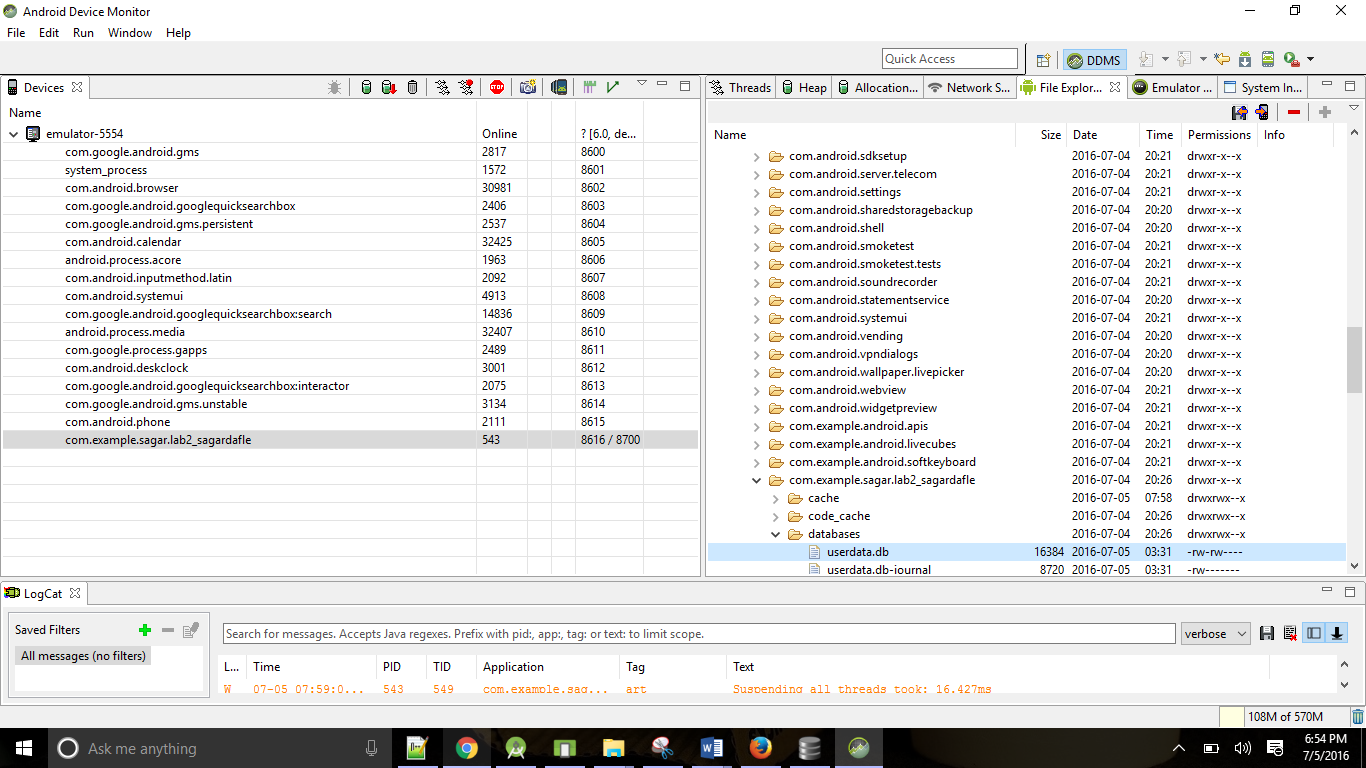 Android Device Monitor
File Edit Run Window Help
Quick Access
DDMS
Devices
Name
emulator-5554 Online ? [6.0, de...
com.google.android.gms 2817 8600
system_process 1572 8601
com.android.browser 30981 8602
com.google.android.googlequicksearchbox 2406 8603
com.google.android.gms.persistent 2537 8604
com.android.calendar 32425 8605
android.process.acore 1963 8606
com.android.inputmethod.latin 2092 8607
com.android.systemui 4913 8608
com.google.android.googlequicksearchbox:search 14836 8609
android.process.media 32407 8610
com.google.process.gapps 2489 8611
com.android.deskclock 3001 8612
com.google.android.googlequicksearchbox:interactor 2075 8613
com.google.android.gms.unstable 3134 8614
com.android.phone 2111 8615
com.example.sagar.lab2_sagardafle 543 8616 / 8700
Threads Heap Allocation... Network S... File Explor... Emulator ... System In...
Name Size Date Time Permissions Info
com.android.sdksetup 2016-07-04 20:21 drwxr-x--x
com.android.server.telecom 2016-07-04 20:21 drwxr-x--x
com.android.settings 2016-07-04 20:21 drwxr-x--x
com.android.sharedstoragebackup 2016-07-04 20:20 drwxr-x--x
com.android.shell 2016-07-04 20:20 drwxr-x--x
com.android.smoketest 2016-07-04 20:21 drwxr-x--x
com.android.smoketest.tests 2016-07-04 20:21 drwxr-x--x
com.android.soundrecorder 2016-07-04 20:21 drwxr-x--x
com.android.statementservice 2016-07-04 20:20 drwxr-x--x
com.android.systemui 2016-07-04 20:21 drwxr-x--x
com.android.vending 2016-07-04 20:20 drwxr-x--x
com.android.vpndialogs 2016-07-04 20:20 drwxr-x--x
com.android.wallpaper.livepicker 2016-07-04 20:20 drwxr-x--x
com.android.webview 2016-07-04 20:21 drwxr-x--x
com.android.widgetpreview 2016-07-04 20:21 drwxr-x--x
com.example.android.apis 2016-07-04 20:21 drwxr-x--x
com.example.android.livecubes 2016-07-04 20:21 drwxr-x--x
com.example.android.softkeyboard 2016-07-04 20:21 drwxr-x--x
com.example.sagar.lab2_sagardafle 2016-07-04 20:26 drwxr-x--x
cache 2016-07-05 07:58 drwxrwx--x
code_cache 2016-07-04 20:26 drwxrwx--x
databases 2016-07-04 20:26 drwxrwx--x
userdata.db 16384 2016-07-05 03:31 -rw-rw----
userdata.db-journal 8720 2016-07-05 03:31 -rw-------
LogCat
Saved Filters
All messages (no filters)
Search for messages. Accepts Java regexes. Prefix with pid:, app:, tag: or text: to limit scope.
verbose
L... Time PID TID Application Tag Text
W 07-05 07:59:0... 543 549 com.example.sag... art Suspending all threads took: 16.427ms
108M of 570M
Ask me anything
6:54 PM
7/5/2016